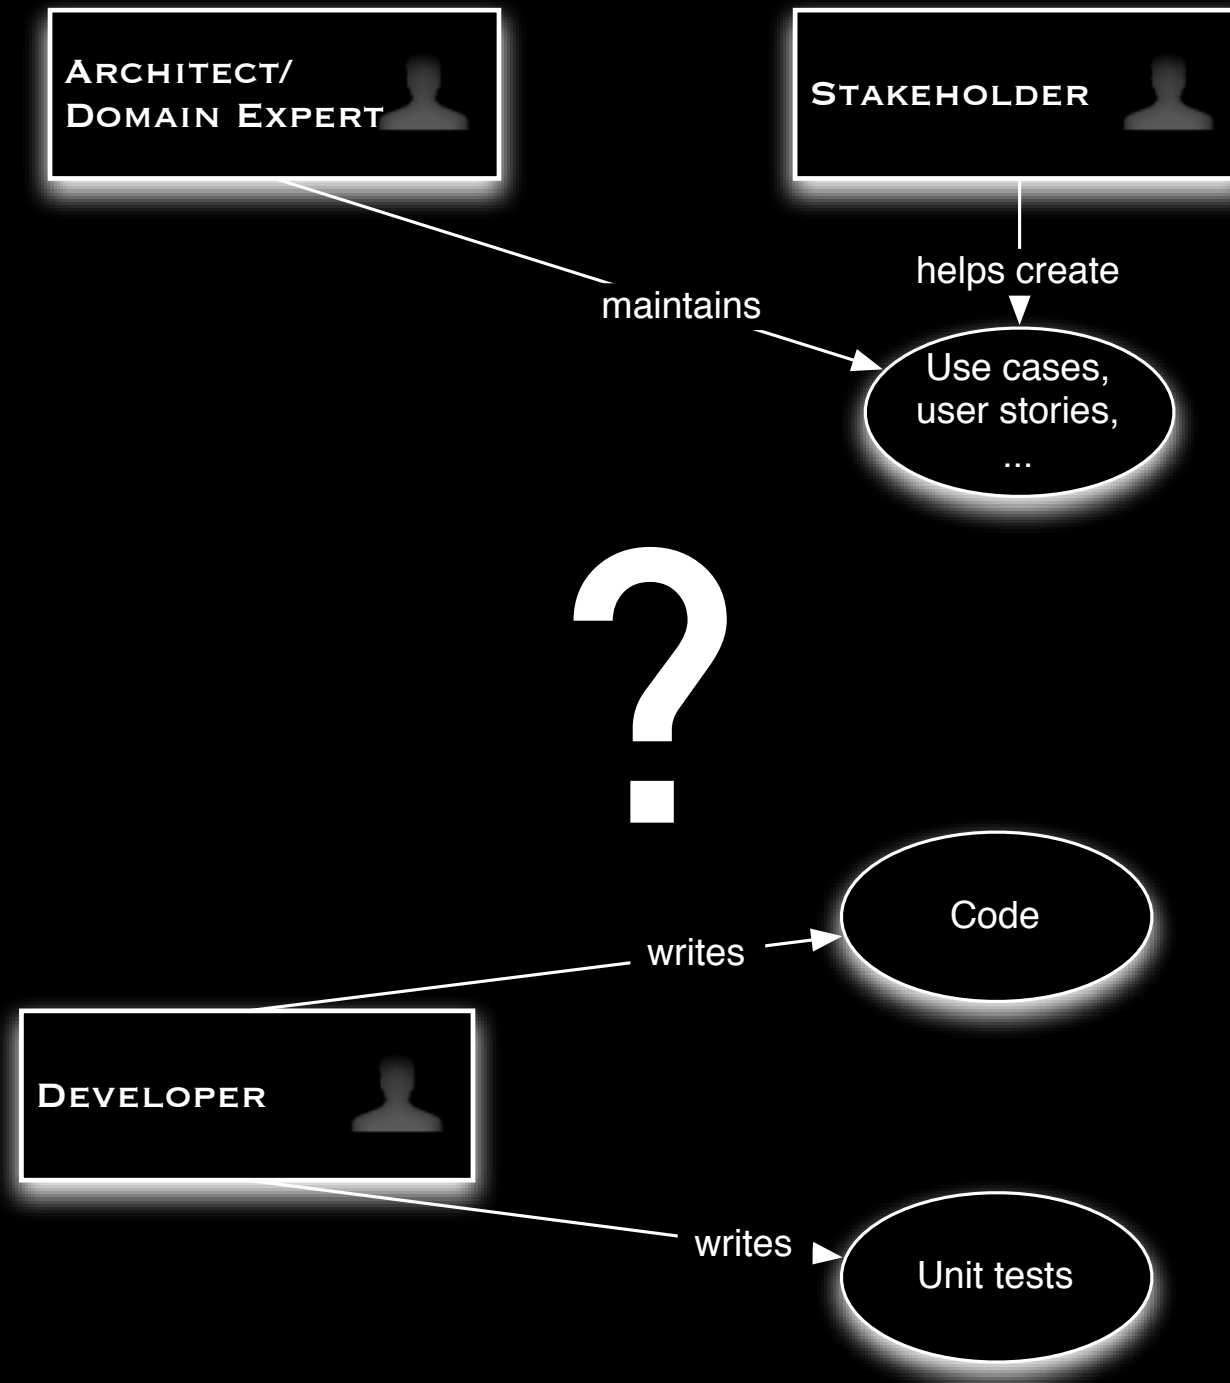 ARCHITECT/
DOMAIN EXPERT
STAKEHOLDER
helps create
maintains
Use cases,
user stories,
...
?
Code
writes
DEVELOPER
writes
Unit tests